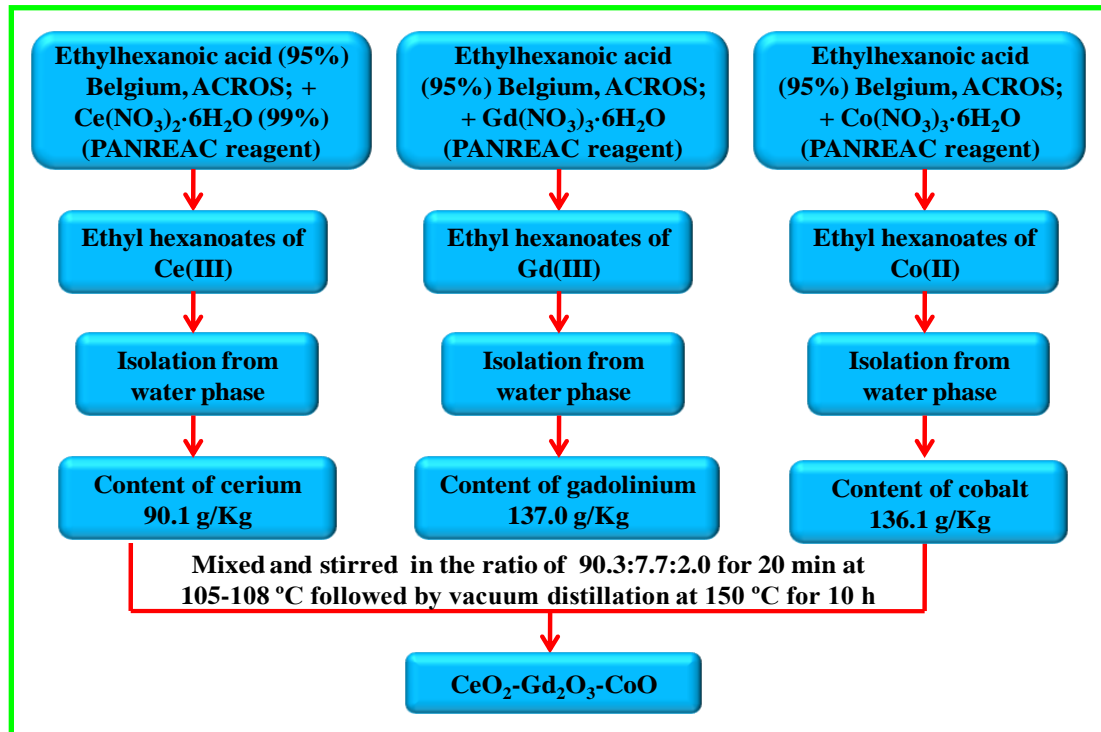 Ethylhexanoic acid (95%)
Belgium, ACROS; +
Ce(NO₃)₂·6H₂O (99%)
(PANREAC reagent)
Ethylhexanoic acid
(95%) Belgium, ACROS;
+ Gd(NO₃)₃·6H₂O
(PANREAC reagent)
Ethylhexanoic acid
(95%) Belgium, ACROS;
+ Co(NO₃)₃·6H₂O
(PANREAC reagent)
Ethyl hexanoates of
Ce(III)
Ethyl hexanoates of
Gd(III)
Ethyl hexanoates of
Co(II)
Isolation from
water phase
Isolation from
water phase
Isolation from
water phase
Content of cerium
90.1 g/Kg
Content of gadolinium
137.0 g/Kg
Content of cobalt
136.1 g/Kg
Mixed and stirred in the ratio of 90.3:7.7:2.0 for 20 min at
105-108 ºC followed by vacuum distillation at 150 ºC for 10 h
CeO₂-Gd₂O₃-CoO